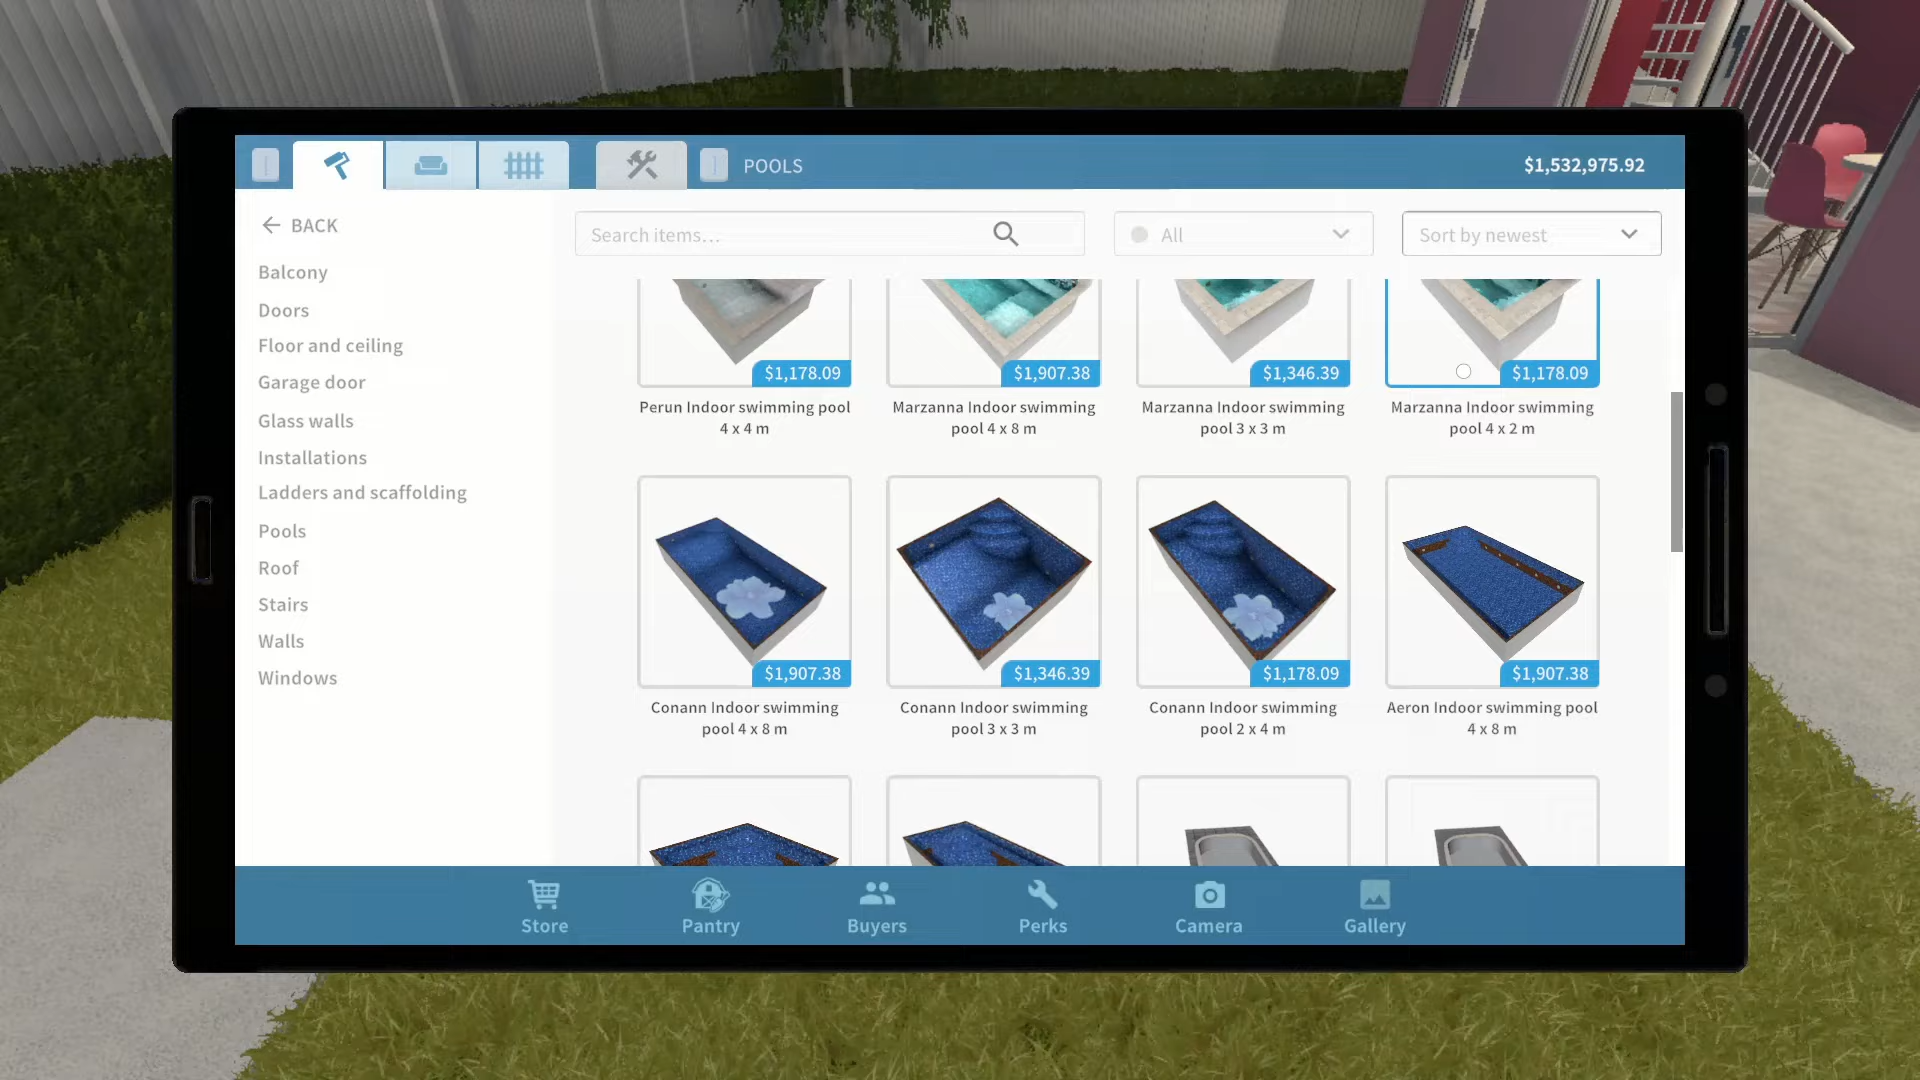 POOLS
$1,532,975.92
BACK
Search items...
All
Sort by newest
Balcony
Doors
Floor and ceiling
Garage door
Glass walls
Installations
Ladders and scaffolding
Pools
Roof
Stairs
Walls
Windows
$1,178.09
$1,907.38
$1,346.39
$1,178.09
Perun Indoor swimming pool
4 x 4 m
Marzanna Indoor swimming
pool 4 x 8 m
Marzanna Indoor swimming
pool 3 x 3 m
Marzanna Indoor swimming
pool 4 x 2 m
$1,907.38
$1,346.39
$1,178.09
$1,907.38
Conann Indoor swimming
pool 4 x 8 m
Conann Indoor swimming
pool 3 x 3 m
Conann Indoor swimming
pool 2 x 4 m
Aeron Indoor swimming pool
4 x 8 m
Store
Pantry
Buyers
Perks
Camera
Gallery